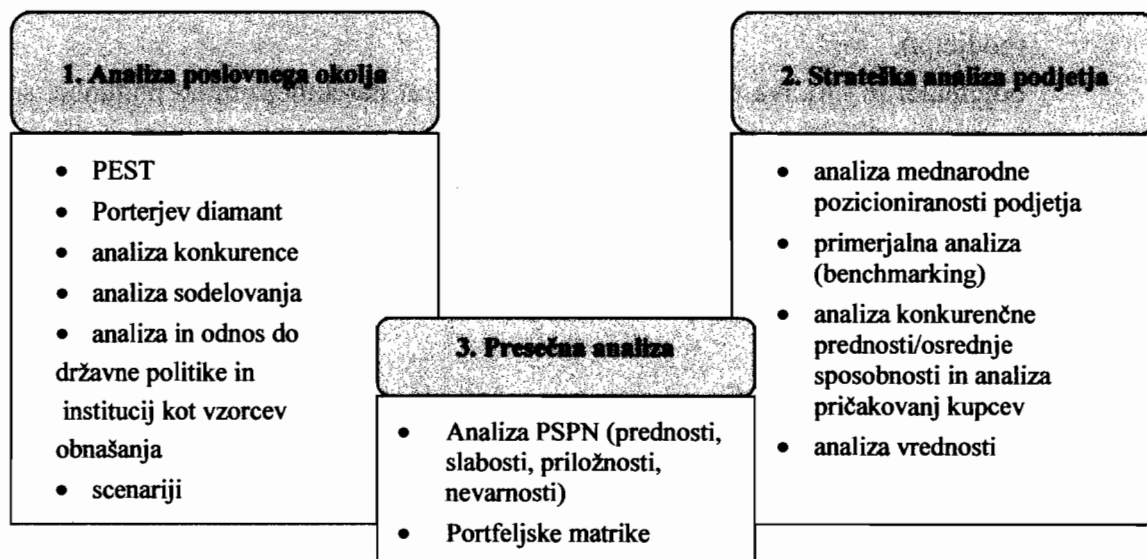 1. Analiza poslovnega okolja
• PEST
• Porterjev diamant
• analiza konkurence
• analiza sodelovanja
• analiza in odnos do
državne politike in
institucij kot vzorcev
obnašanja
• scenariji
2. Strateška analiza podjetja
• analiza mednarodne
pozicioniranosti podjetja
• primerjalna analiza
(benchmarking)
• analiza konkurenčne
prednosti/osrednje
sposobnosti in analiza
pričakovanj kupcev
• analiza vrednosti
3. Presečna analiza
• Analiza PSPN (prednosti,
slabosti, priložnosti,
nevarnosti)
• Portfeljske matrike